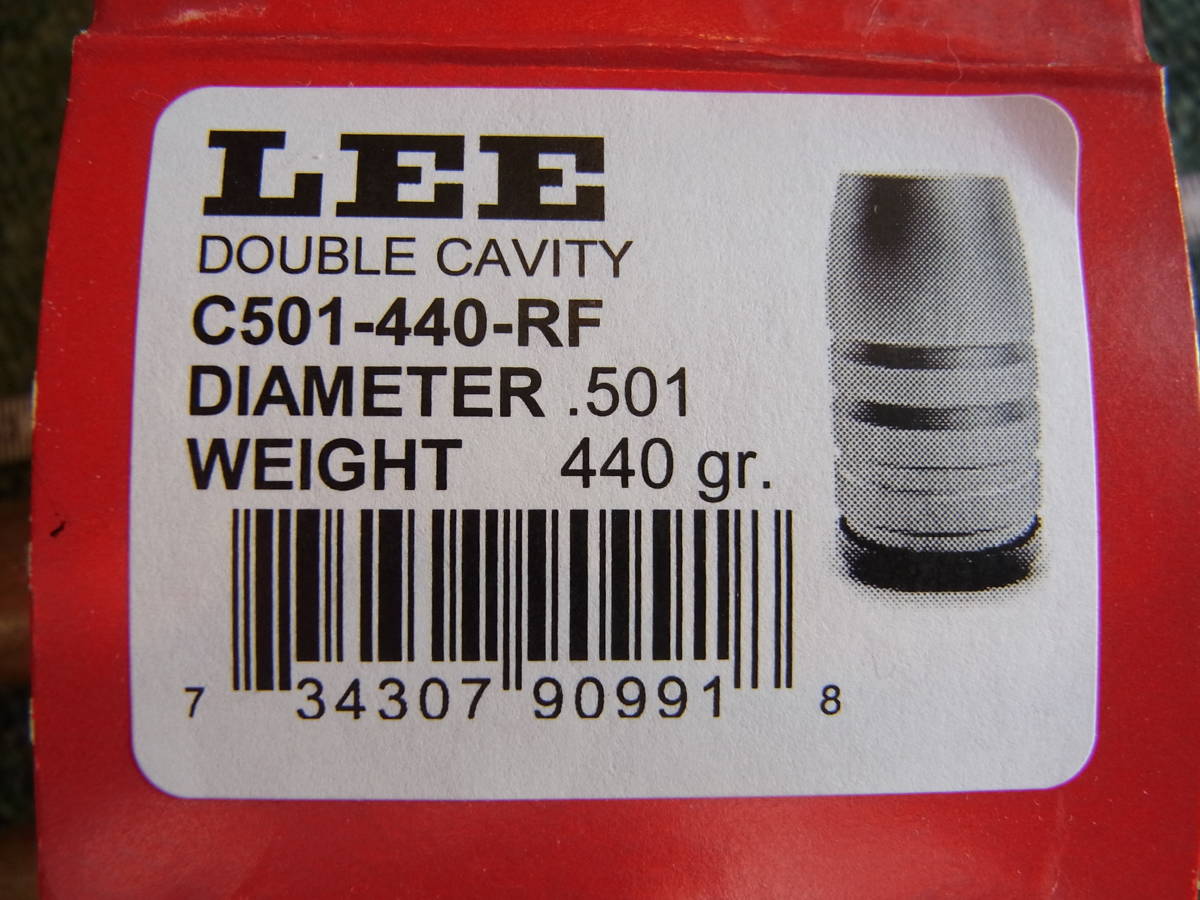 LEE
DOUBLE CAVITY
C501-440-RF
DIAMETER .501
WEIGHT 440 gr.
7 34307 90991 8